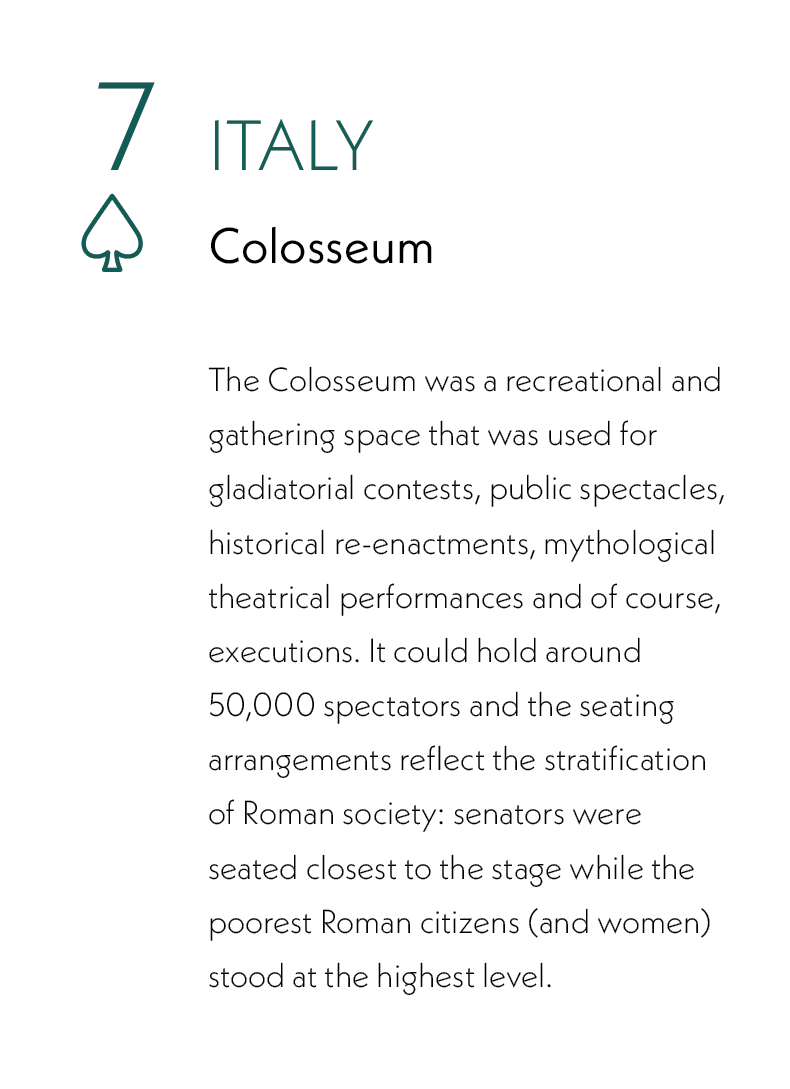 7
ITALY
Colosseum
The Colosseum was a recreational and
gathering space that was used for
gladiatorial contests, public spectacles,
historical re-enactments, mythological
theatrical performances and of course,
executions. It could hold around
50,000 spectators and the seating
arrangements reflect the stratification
of Roman society: senators were
seated closest to the stage while the
poorest Roman citizens (and women)
stood at the highest level.